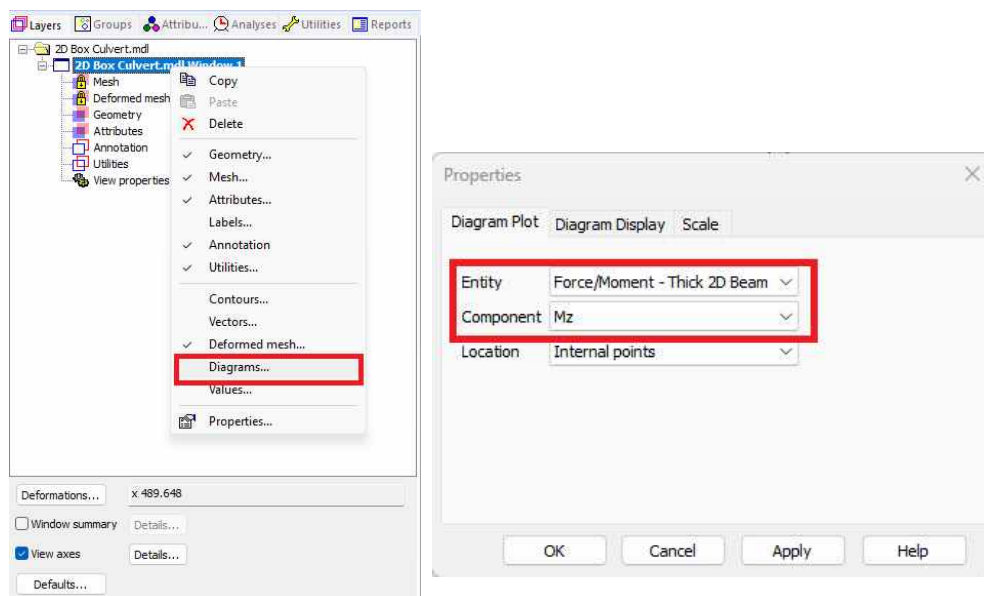 Layers Groups Attribu... Analyses Utilities Reports
2D Box Culvert.mdl
2D Box Culvert.mdl Window 1
Mesh
Deformed mesh
Geometry
Attributes
Annotation
Utilities
View properties
Copy
Paste
Delete
Geometry...
Mesh...
Attributes...
Labels...
Annotation
Utilities...
Contours...
Vectors...
Deformed mesh...
Diagrams...
Values...
Properties...
Deformations... x 489.648
Window summary Details...
View axes Details...
Defaults...
Properties
Diagram Plot Diagram Display Scale
Entity Force/Moment - Thick 2D Beam
Component Mz
Location Internal points
OK Cancel Apply Help